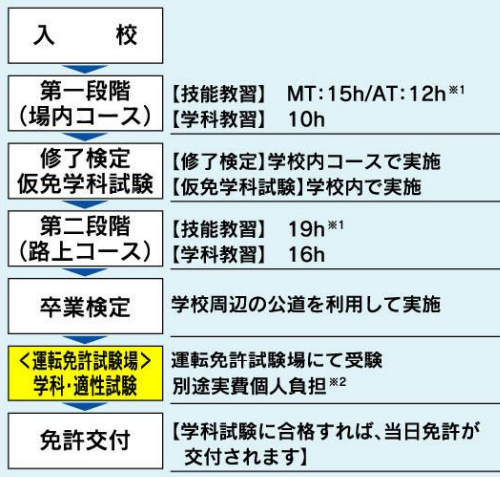 入　校
第一段階
（場内コース）
【技能教習】 MT：15h/AT：12h※1
【学科教習】 10h
修了検定
仮免学科試験
【修了検定】学校内コースで実施
【仮免学科試験】学校内で実施
第二段階
（路上コース）
【技能教習】 19h※1
【学科教習】 16h
卒業検定
学校周辺の公道を利用して実施
＜運転免許試験場＞
学科・適性試験
運転免許試験場にて受験
別途実費個人負担※2
免許交付
【学科試験に合格すれば、当日免許が
交付されます】